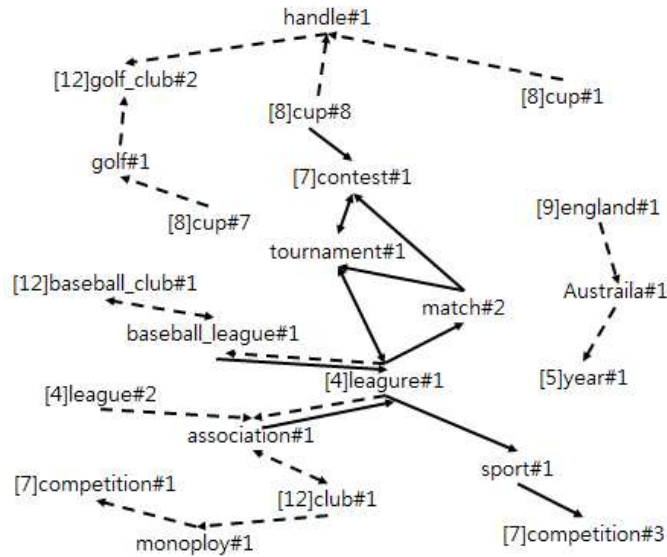 handle#1
[12]golf_club#2
[8]cup#1
[8]cup#8
golf#1
[7]contest#1
[9]england#1
[8]cup#7
tournament#1
[12]baseball_club#1
Austraila#1
match#2
baseball_league#1
[4]leagure#1
[5]year#1
[4]league#2
association#1
sport#1
[7]competition#1
[12]club#1
[7]competition#3
monoploy#1